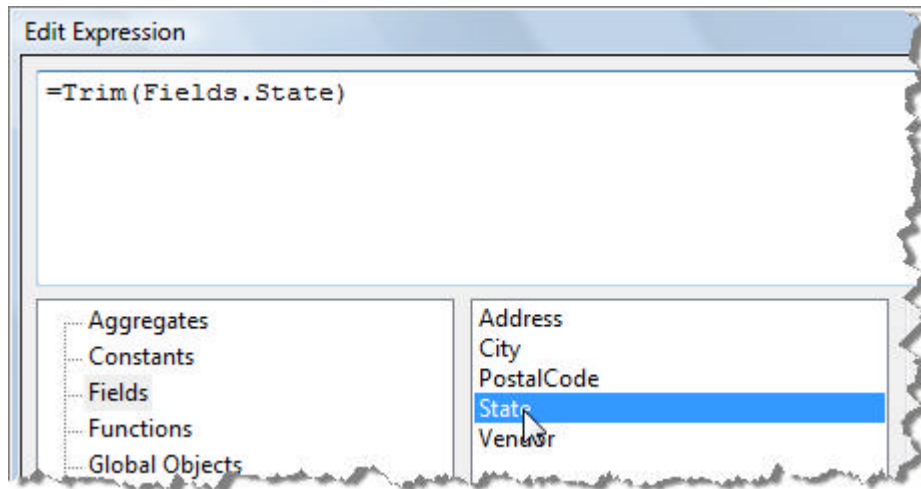 Edit Expression
=Trim(Fields.State)
Aggregates
Constants
Fields
Functions
Global Objects
Address
City
PostalCode
State
Vendor